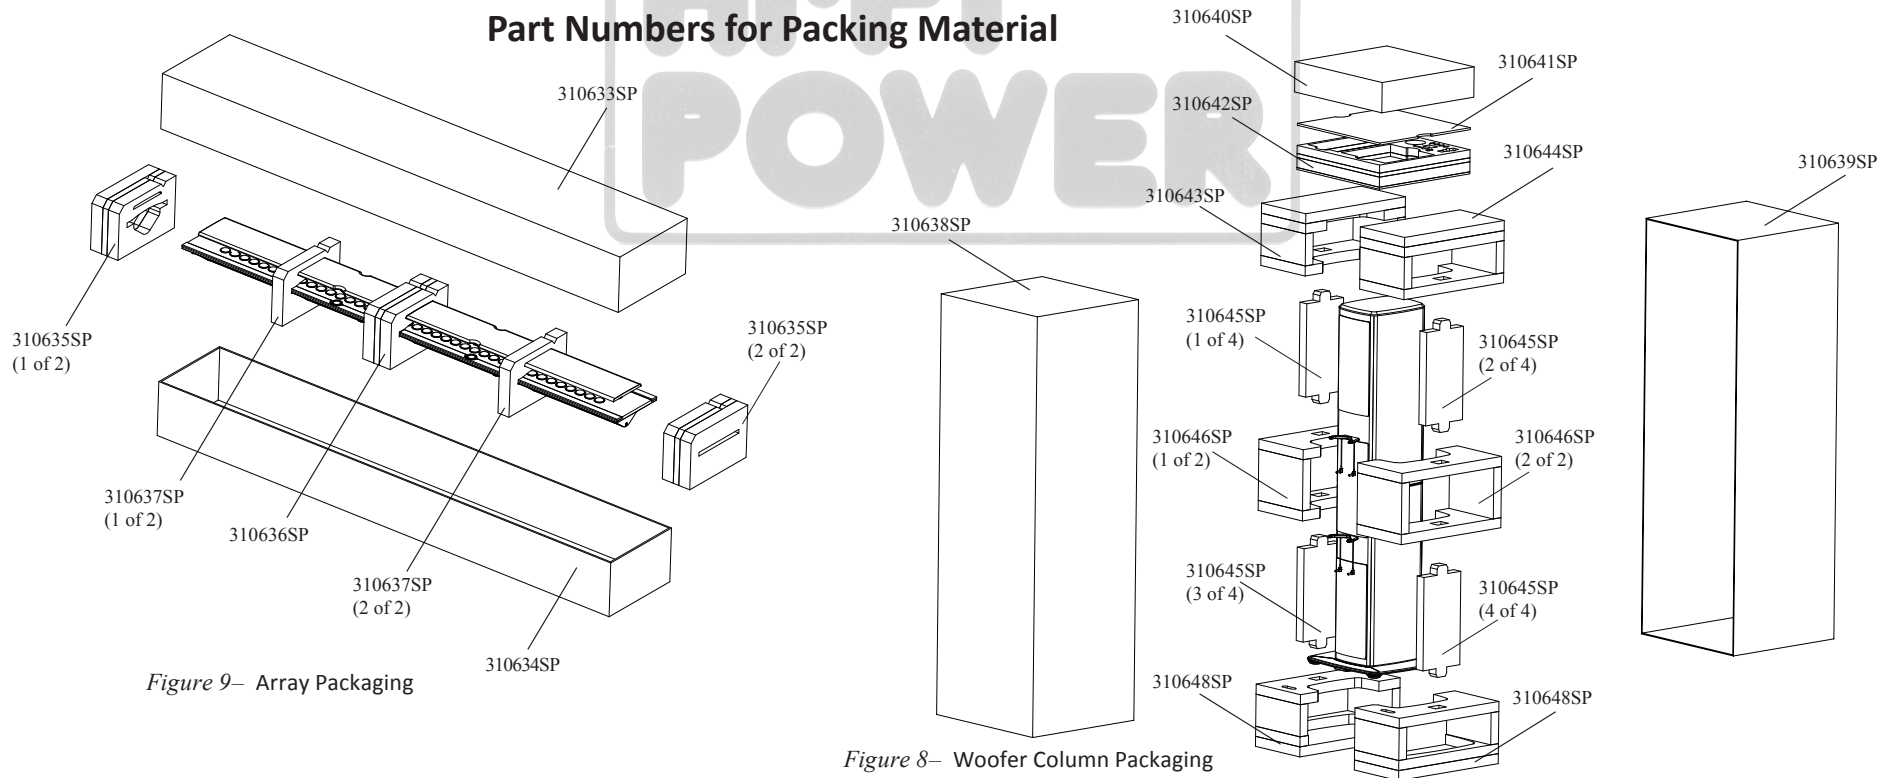 Part Numbers for Packing Material
HI-FI
POWER
310633SP
310635SP
(1 of 2)
310635SP
(2 of 2)
310637SP
(1 of 2)
310636SP
310637SP
(2 of 2)
310634SP
Figure 9– Array Packaging
310640SP
310641SP
310642SP
310644SP
310643SP
310638SP
310639SP
310645SP
(1 of 4)
310645SP
(2 of 4)
310646SP
(1 of 2)
310646SP
(2 of 2)
310645SP
(3 of 4)
310645SP
(4 of 4)
310648SP
310648SP
Figure 8– Woofer Column Packaging